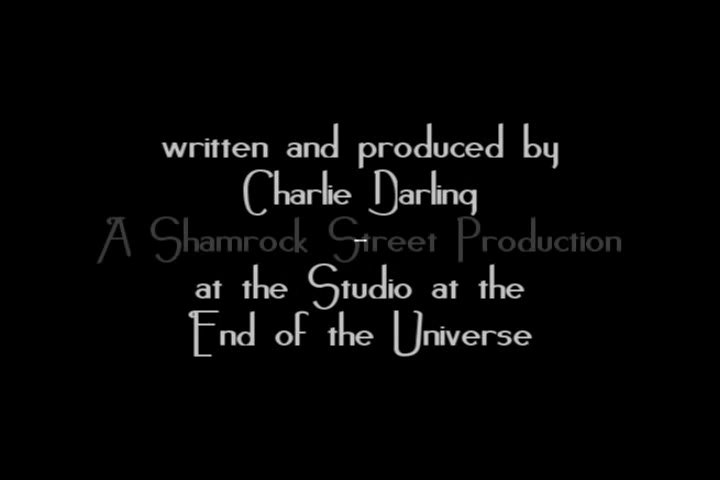 written and produced by
Charlie Darling
A Shamrock Street Production
-
at the Studio at the
End of the Universe